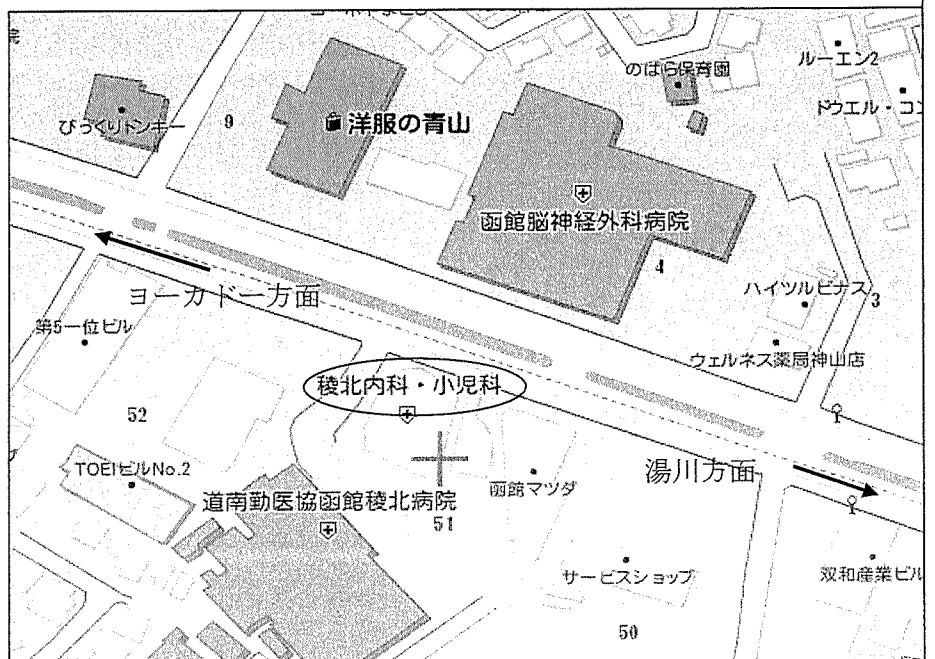 院
ルーエン2
のはら保育園
ドウエル・コン
びっくりドンキー
9
洋服の青山
函館脳神経外科病院
4
ハイツルピナス
3
ヨーカドー方面
第5一位ビル
ウェルネス薬局神山店
稜北内科・小児科
52
湯川方面
TOEIビルNo.2
函館マツダ
道南勤医協函館稜北病院
51
サービスショップ
双和産業ビル
50